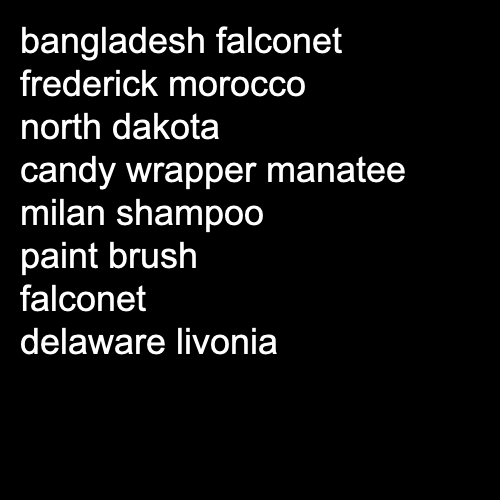 bangladesh falconet
frederick morocco
north dakota
candy wrapper manatee
milan shampoo
paint brush
falconet
delaware livonia